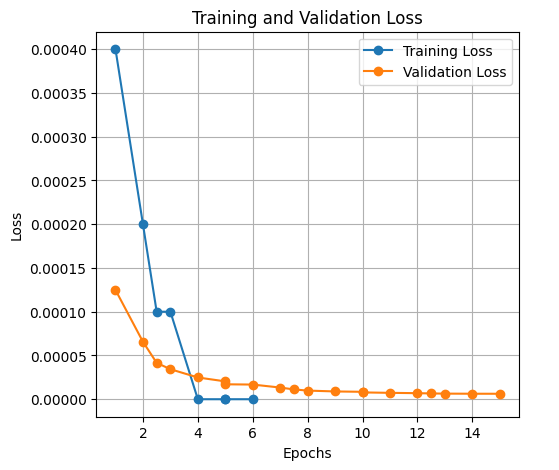 Training and Validation Loss
Training Loss
Validation Loss
0.00040
0.00035
0.00030
0.00025
0.00020
0.00015
0.00010
0.00005
0.00000
Loss
2 4 6 8 10 12 14
Epochs